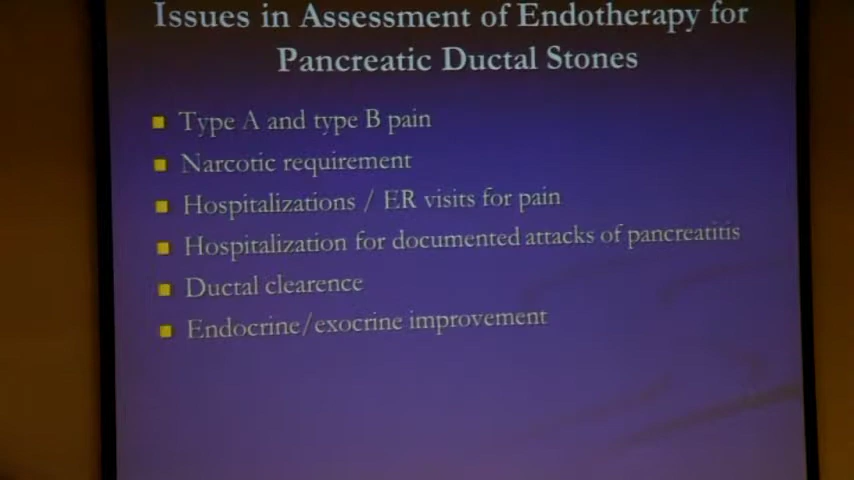 Issues in Assessment of Endotherapy for
Pancreatic Ductal Stones
Type A and type B pain
Narcotic requirement
Hospitalizations / ER visits for pain
Hospitalization for documented attacks of pancreatitis
Ductal clearence
Endocrine/exocrine improvement